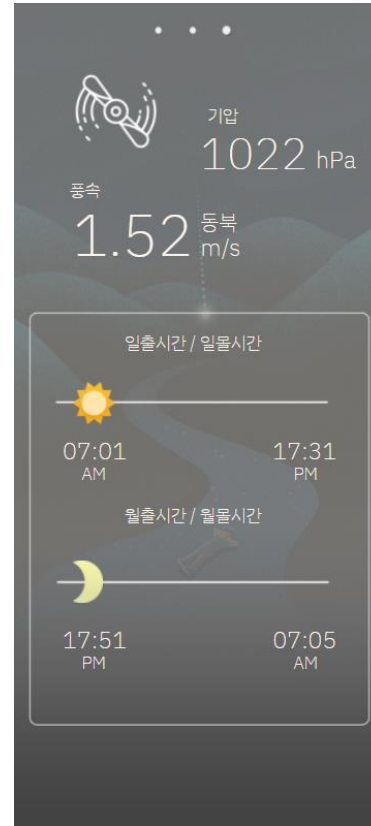 기압
1022 hPa
풍속
1.52 동북
m/s
일출시간 / 일몰시간
07:01 17:31
AM PM
월출시간 / 월몰시간
17:51 07:05
PM AM